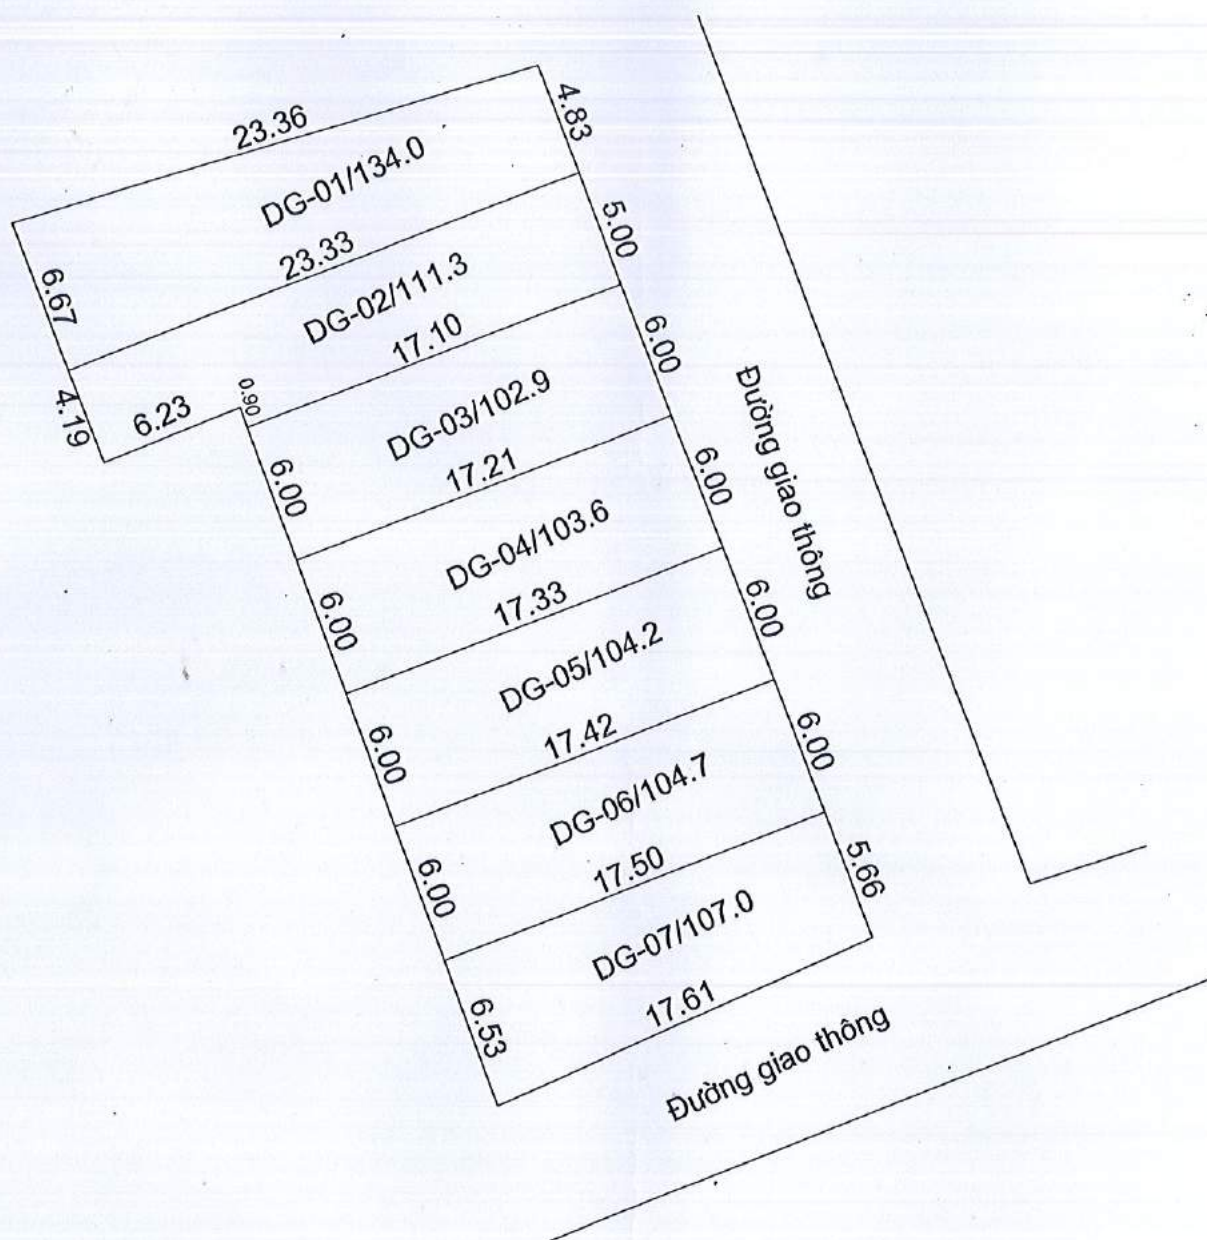 23.36
4.83
DG-01/134.0
6.67
23.33
5.00
DG-02/111.3
4.19
6.23
0.90
17.10
6.00
DG-03/102.9
6.00
17.21
6.00
Đường giao thông
DG-04/103.6
6.00
17.33
6.00
DG-05/104.2
6.00
17.42
6.00
DG-06/104.7
6.00
17.50
5.66
DG-07/107.0
6.53
17.61
Đường giao thông